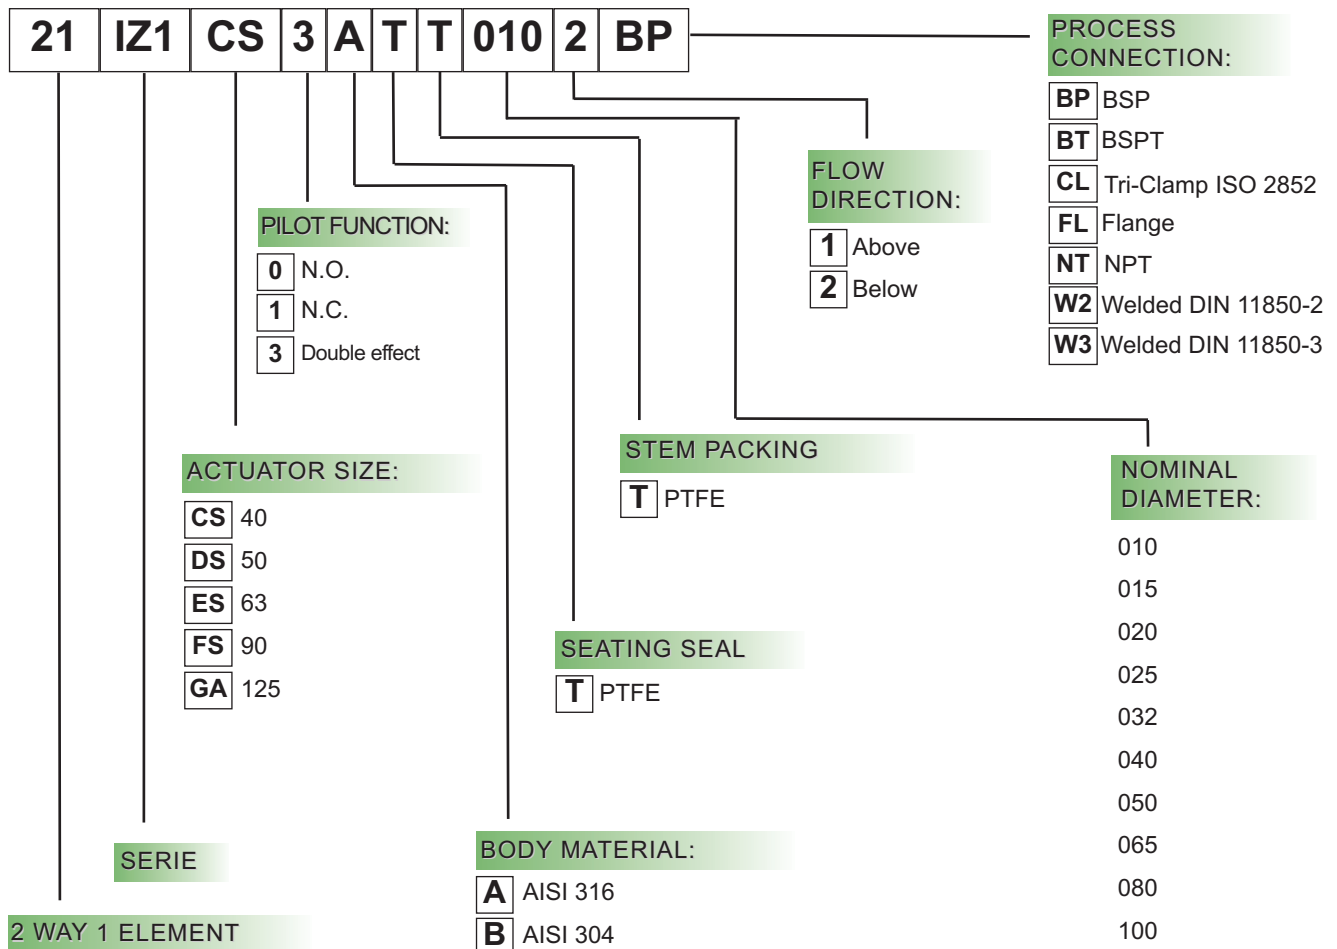 21 IZ1 CS 3 A T T 010 2 BP
PROCESS
CONNECTION:
BP BSP
BT BSPT
CL Tri-Clamp ISO 2852
FL Flange
NT NPT
W2 Welded DIN 11850-2
W3 Welded DIN 11850-3
FLOW
DIRECTION:
1 Above
2 Below
PILOT FUNCTION:
0 N.O.
1 N.C.
3 Double effect
ACTUATOR SIZE:
CS 40
DS 50
ES 63
FS 90
GA 125
STEM PACKING
T PTFE
NOMINAL
DIAMETER:
010
015
020
025
032
040
050
065
080
100
SEATING SEAL
T PTFE
SERIE
BODY MATERIAL:
A AISI 316
B AISI 304
2 WAY 1 ELEMENT